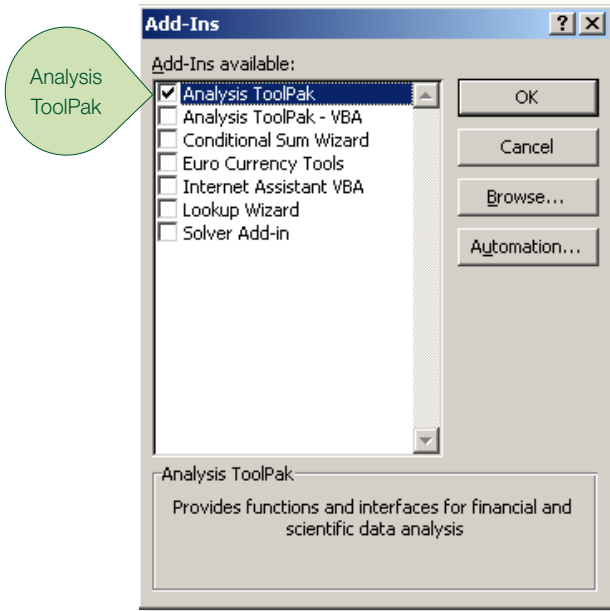 Add-Ins
Add-Ins available:
Analysis
ToolPak
Analysis ToolPak
Analysis ToolPak - VBA
Conditional Sum Wizard
Euro Currency Tools
Internet Assistant VBA
Lookup Wizard
Solver Add-in
OK
Cancel
Browse...
Automation...
Analysis ToolPak
Provides functions and interfaces for financial and
scientific data analysis